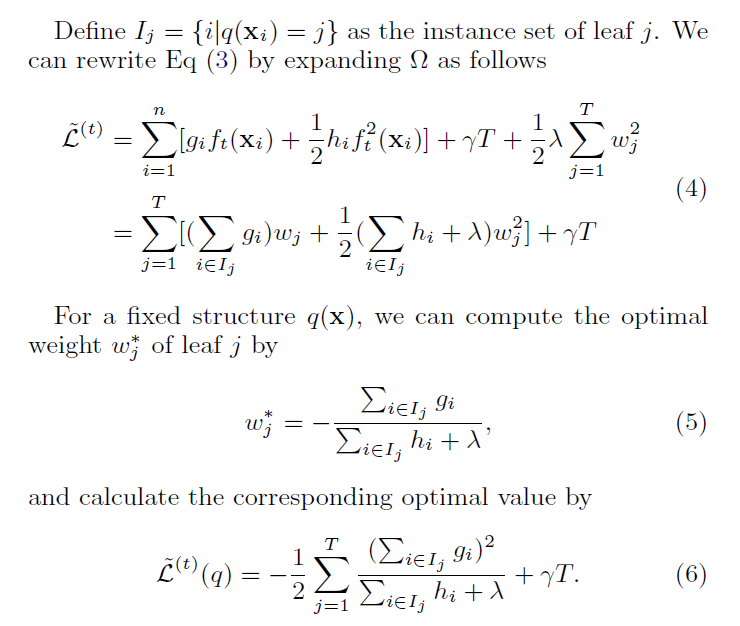 Define I_j = {i|q(x_i) = j} as the instance set of leaf j. We
can rewrite Eq (3) by expanding Ω as follows
\tilde{\mathcal{L}}^{(t)} = \sum_{i=1}^{n} [g_i f_t(\mathbf{x}_i) + \frac{1}{2} h_i f_t^2(\mathbf{x}_i)] + \gamma T + \frac{1}{2} \lambda \sum_{j=1}^{T} w_j^2
(4)
= \sum_{j=1}^{T} [(\sum_{i \in I_j} g_i) w_j + \frac{1}{2} (\sum_{i \in I_j} h_i + \lambda) w_j^2] + \gamma T
For a fixed structure q(x), we can compute the optimal
weight w_j^* of leaf j by
w_j^* = - \frac{\sum_{i \in I_j} g_i}{\sum_{i \in I_j} h_i + \lambda}, (5)
and calculate the corresponding optimal value by
\tilde{\mathcal{L}}^{(t)}(q) = - \frac{1}{2} \sum_{j=1}^{T} \frac{(\sum_{i \in I_j} g_i)^2}{\sum_{i \in I_j} h_i + \lambda} + \gamma T. (6)